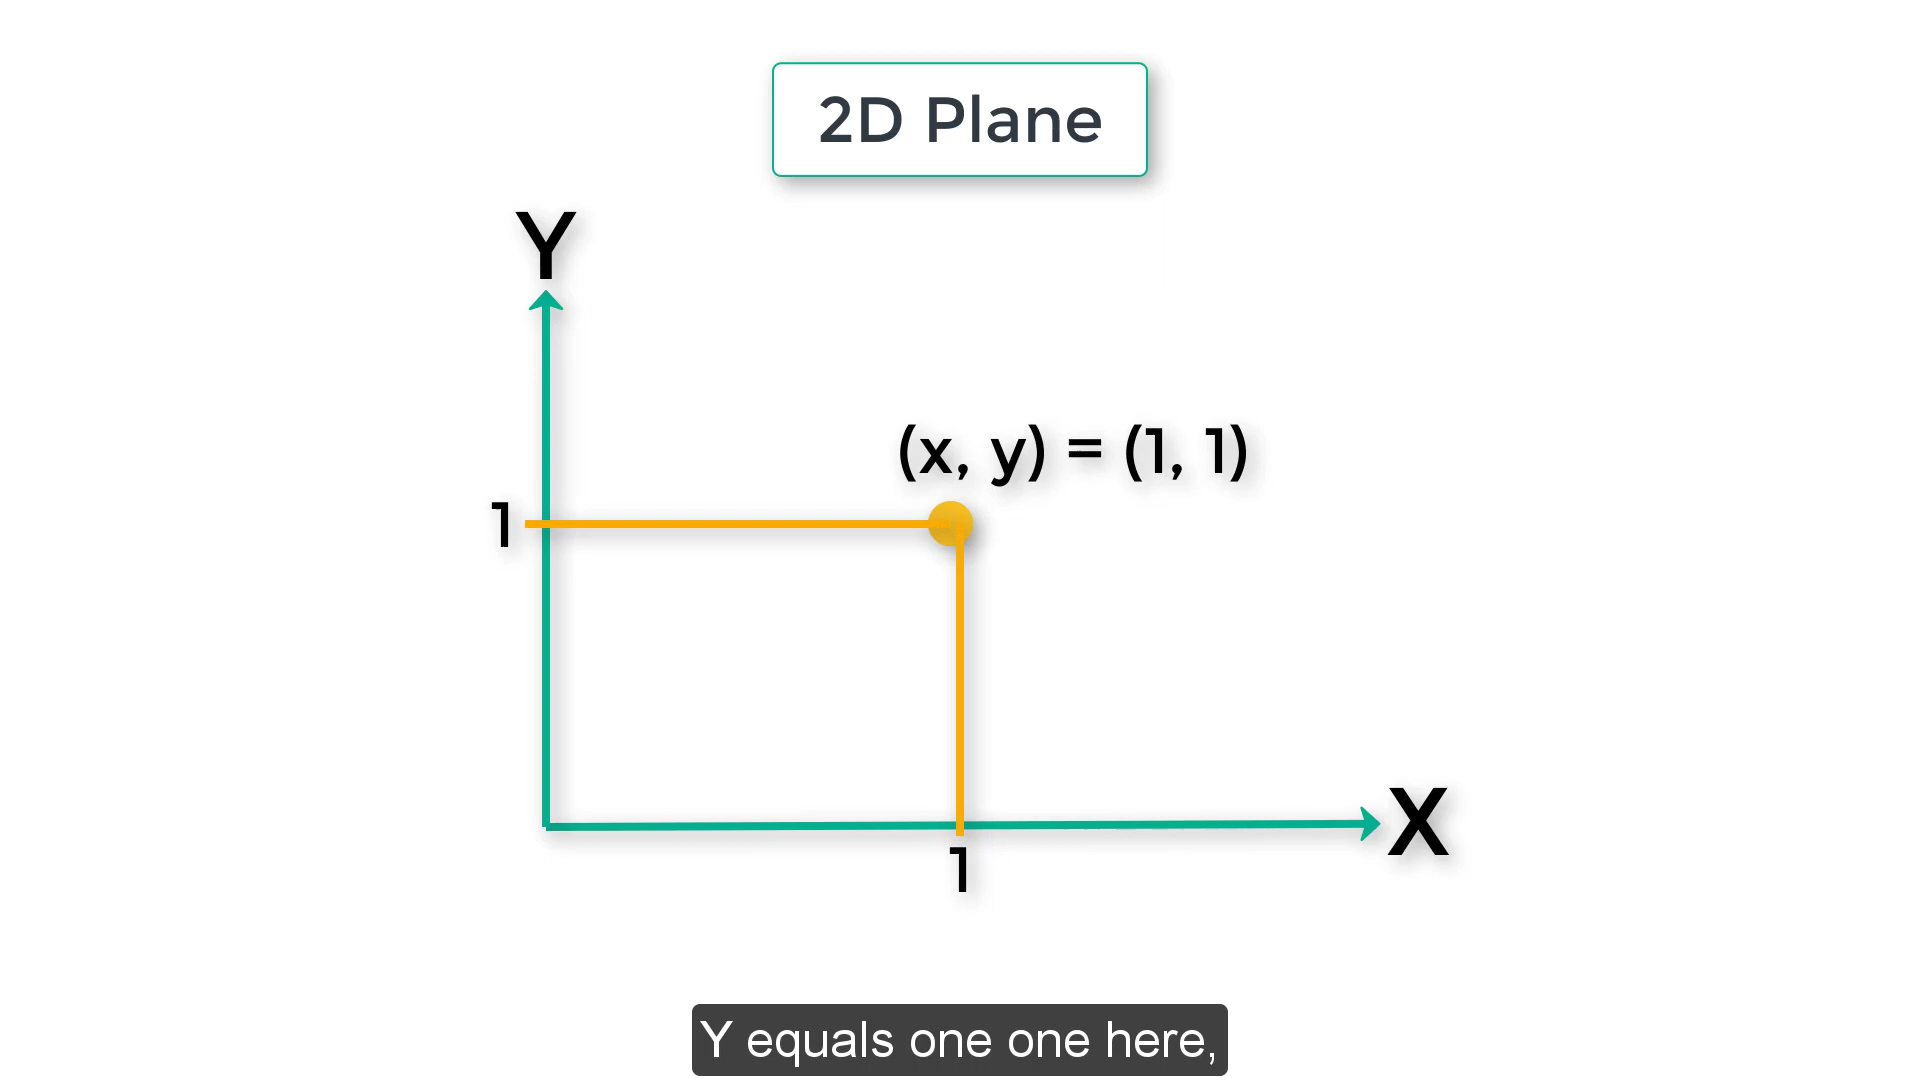 2D Plane
Y
(x, y) = (1, 1)
1
X
1
Y equals one one here,